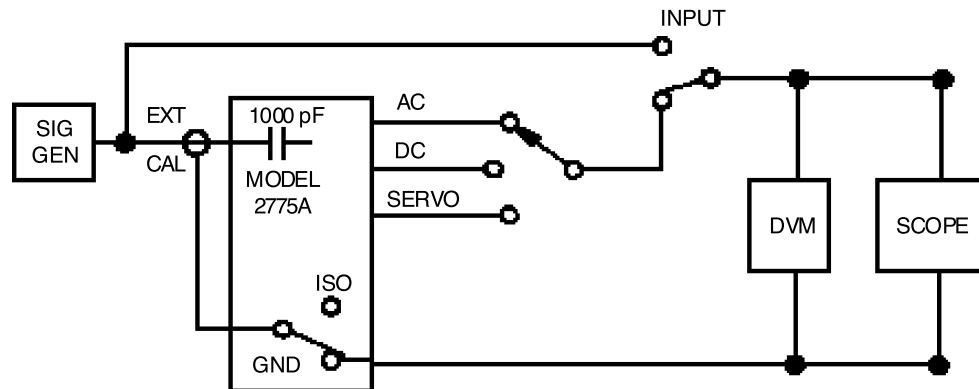 INPUT
SIG
GEN
EXT
CAL
1000 pF
MODEL
2775A
AC
DC
SERVO
ISO
GND
DVM
SCOPE